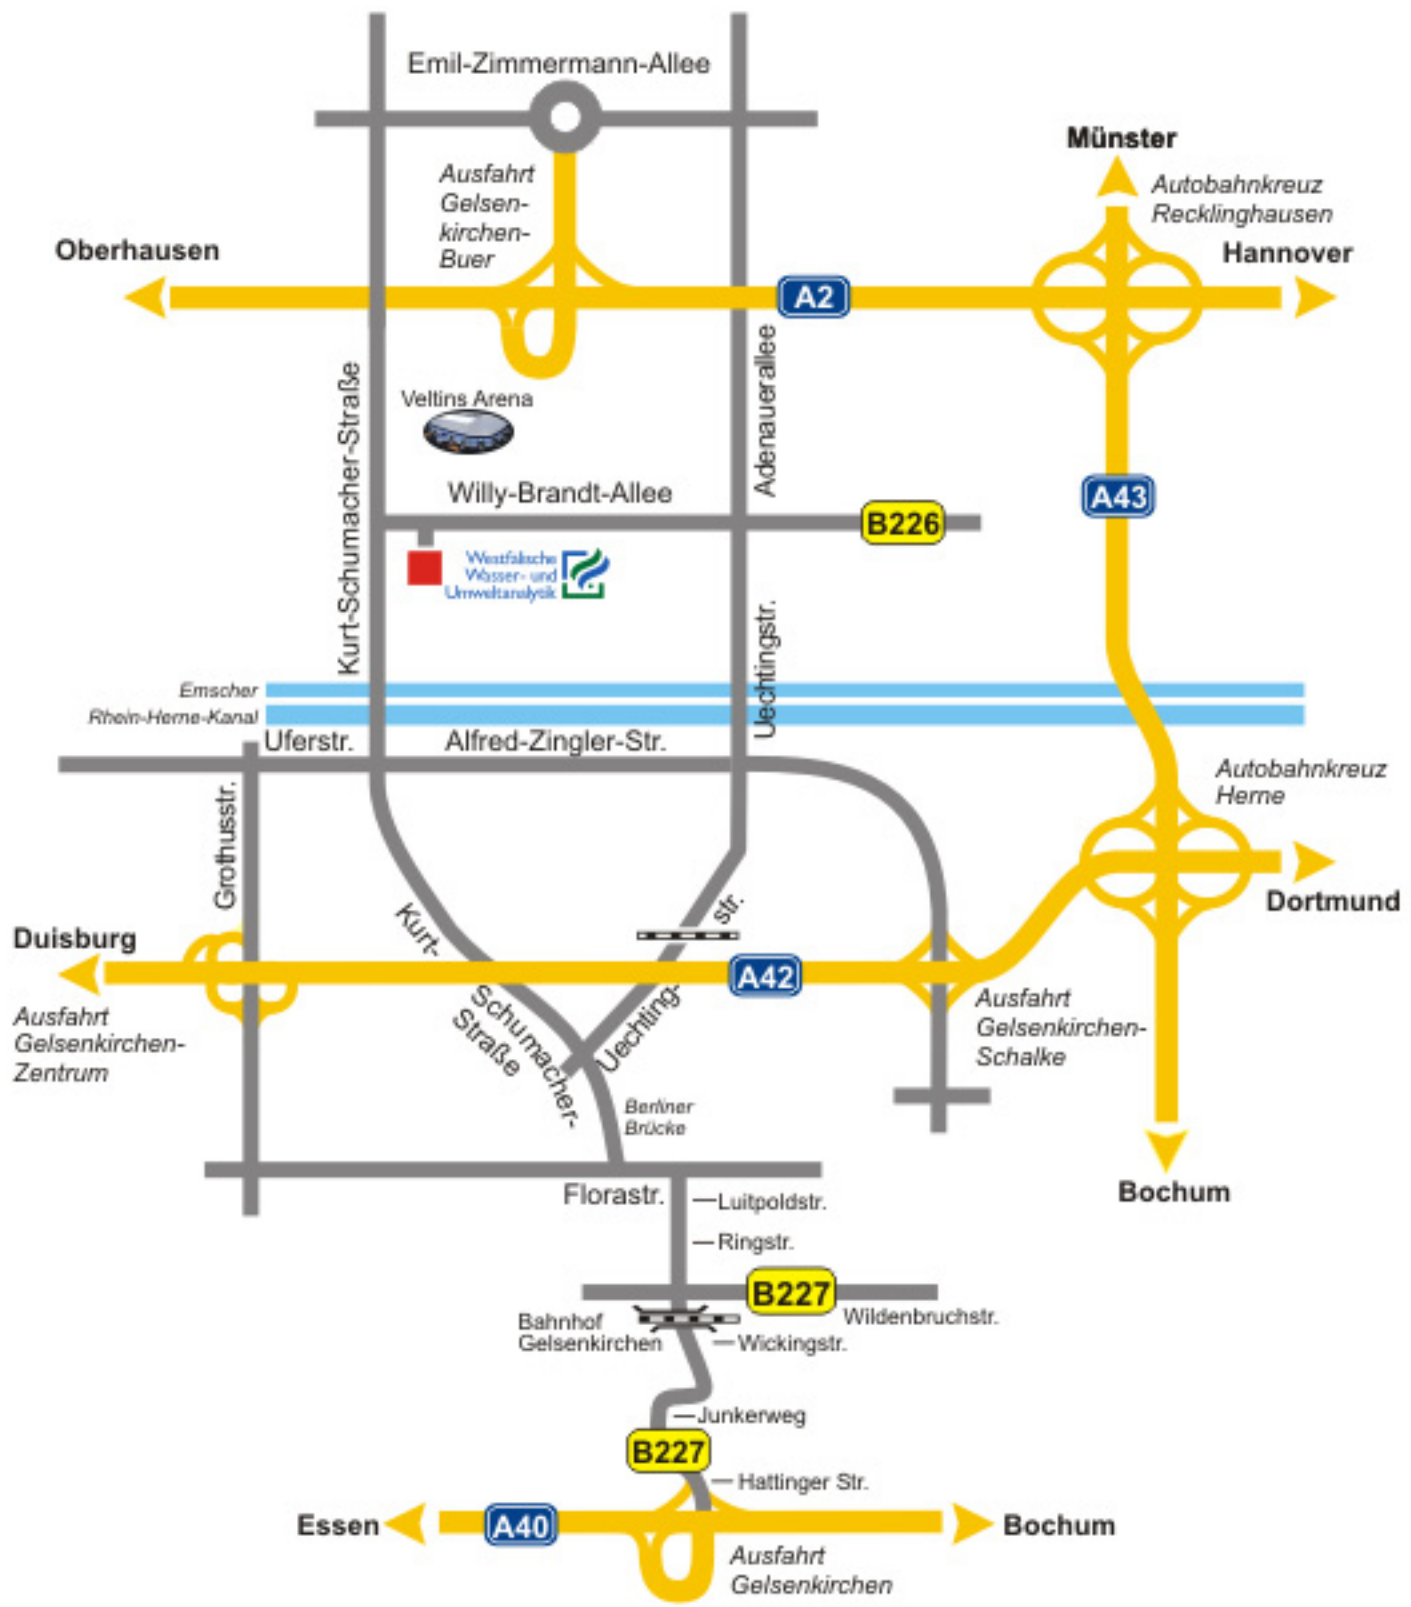 Emil-Zimmermann-Allee
Münster
Ausfahrt
Gelsen-
kirchen-
Buer
Autobahnkreuz
Recklinghausen
Oberhausen
Hannover
A2
Adenauerallee
Kurt-Schumacher-Straße
Veltins Arena
Willy-Brandt-Allee
A43
B226
Westfälische
Wasser- und
Umweltanalytik
Uechtingstr.
Emscher
Rhein-Herne-Kanal
Uferstr.
Alfred-Zingler-Str.
Autobahnkreuz
Herne
Grothusstr.
Dortmund
Kurt-
str.
Duisburg
A42
Ausfahrt
Gelsenkirchen-
Zentrum
Schumacher-
Straße
Uechting-
Ausfahrt
Gelsenkirchen-
Schalke
Berliner
Brücke
Bochum
Florastr.
Luitpoldstr.
Ringstr.
B227
Wildenbruchstr.
Bahnhof
Gelsenkirchen
Wickingstr.
Junkerweg
B227
Hattinger Str.
Essen
A40
Bochum
Ausfahrt
Gelsenkirchen